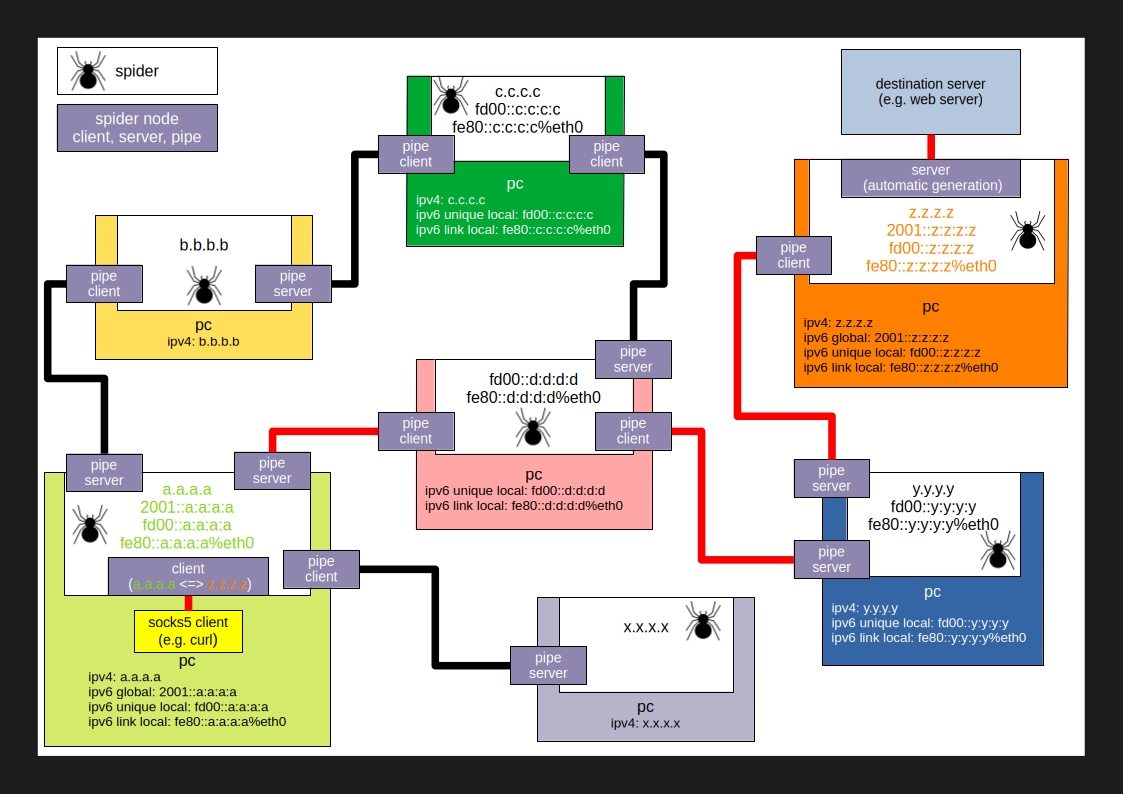 spider
spider node
client, server, pipe
c.c.c.c
fd00::c:c:c:c
fe80::c:c:c:c%eth0
pipe
client
pipe
client
pc
ipv4: c.c.c.c
ipv6 unique local: fd00::c:c:c:c
ipv6 link local: fe80::c:c:c:c%eth0
destination server
(e.g. web server)
server
(automatic generation)
z.z.z.z
2001::z:z:z:z
fd00::z:z:z:z
fe80::z:z:z:z%eth0
pipe
client
pc
ipv4: z.z.z.z
ipv6 global: 2001::z:z:z:z
ipv6 unique local: fd00::z:z:z:z
ipv6 link local: fe80::z:z:z:z%eth0
b.b.b.b
pipe
client
pipe
server
pc
ipv4: b.b.b.b
pipe
server
fd00::d:d:d:d
fe80::d:d:d:d%eth0
pipe
client
pipe
client
pc
ipv6 unique local: fd00::d:d:d:d
ipv6 link local: fe80::d:d:d:d%eth0
pipe
server
pipe
server
a.a.a.a
2001::a:a:a:a
fd00::a:a:a:a
fe80::a:a:a:a%eth0
pipe
client
client
(a.a.a.a <=> z.z.z.z)
socks5 client
(e.g. curl)
pc
ipv4: a.a.a.a
ipv6 global: 2001::a:a:a:a
ipv6 unique local: fd00::a:a:a:a
ipv6 link local: fe80::a:a:a:a%eth0
x.x.x.x
pipe
server
pc
ipv4: x.x.x.x
pipe
server
y.y.y.y
fd00::y:y:y:y
fe80::y:y:y:y%eth0
pipe
server
pc
ipv4: y.y.y.y
ipv6 unique local: fd00::y:y:y:y
ipv6 link local: fe80::y:y:y:y%eth0